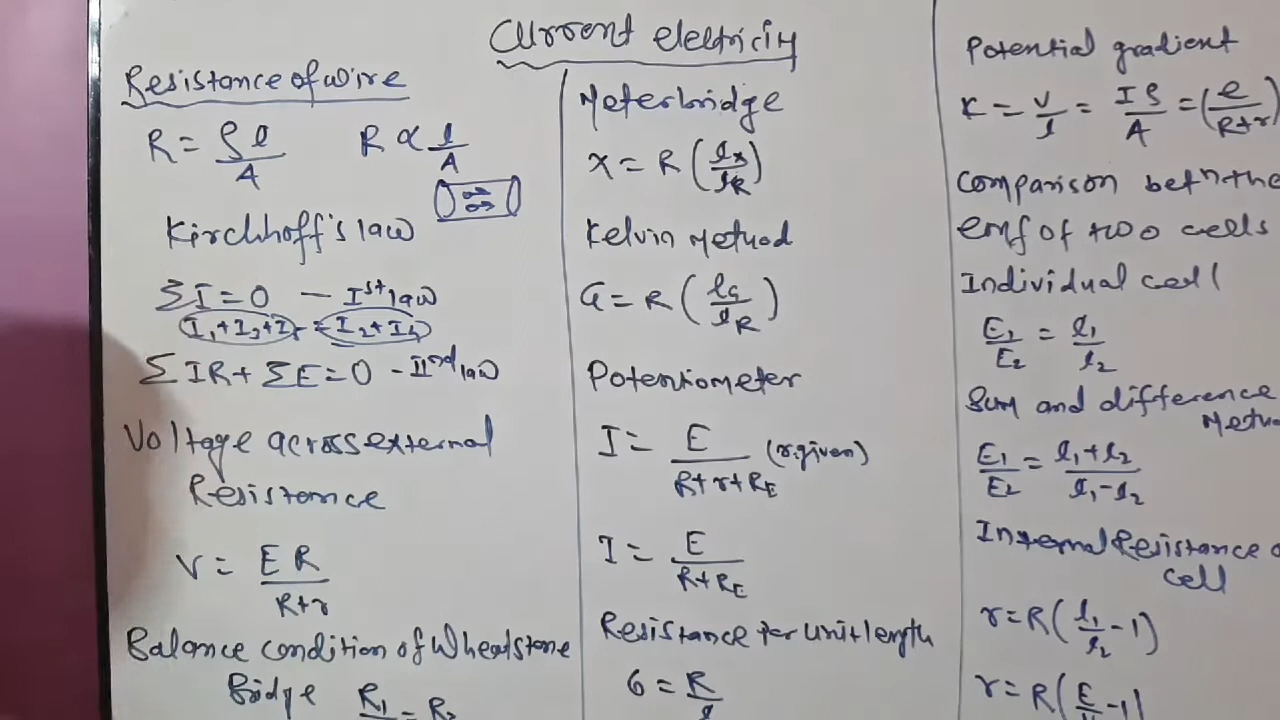 Current electricity
Resistance of wire
R = ρl/A R ∝ l/A
Kirchhoff's law
ΣI = 0 — Ist law
I1 + I3 + I5 = I2 + I4
ΣIR + ΣE = 0 - IInd law
Voltage across external
Resistance
V = ER/R+r
Balance condition of Wheatstone
Bridge R1/ = R3
Meterbridge
X = R (lx/lR)
Kelvin Method
G = R (lG/lR)
Potentiometer
I = E/R+r+RE (r.given)
I = E/R+RE
Resistance per unit length
σ = R/l
Potential gradient
K = V/l = Iρ/A = (e/R+r)
Comparison betn the
emf of two cells
Individual cell
E1/E2 = l1/l2
Sum and difference
E1/E2 = l1+l2/l1-l2
Internal Resistance
cell
r = R(l1/l2 - 1)
r = R(E/ -1)